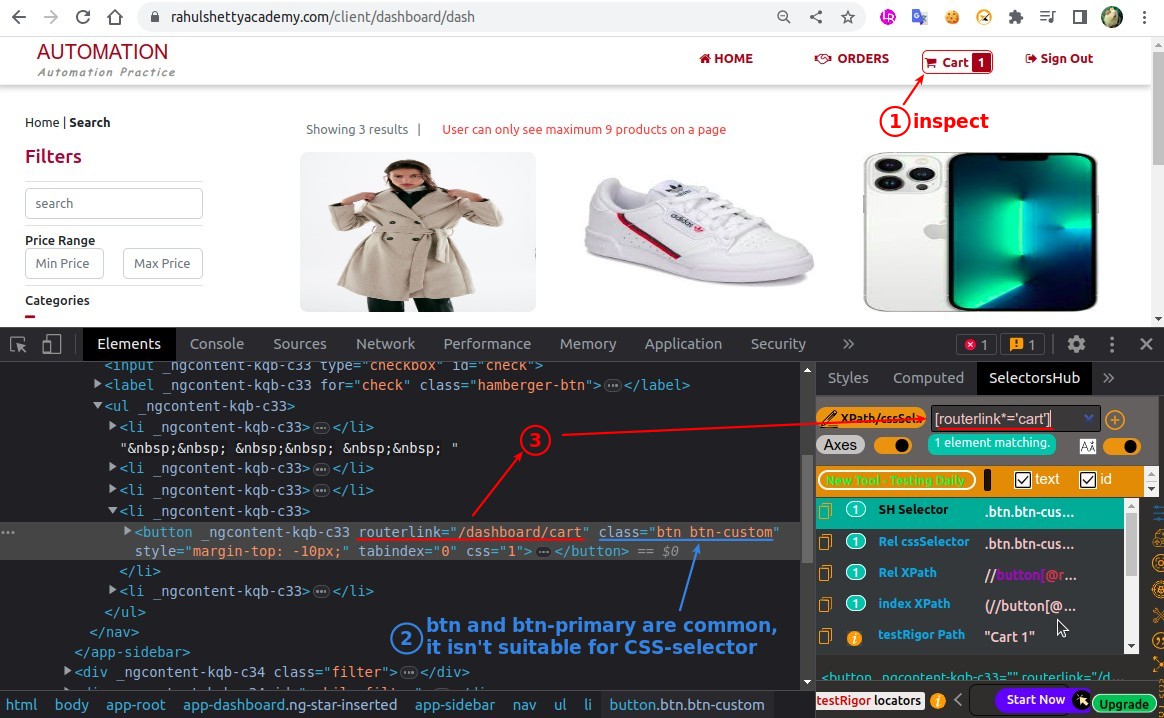 rahulshettyacademy.com/client/dashboard/dash
AUTOMATION
Automation Practice
HOME
ORDERS
Cart 1
Sign Out
1 inspect
Home | Search
Showing 3 results |
User can only see maximum 9 products on a page
Filters
search
Price Range
Min Price
Max Price
Categories
adidas
Elements
Console
Sources
Network
Performance
Memory
Application
Security
»
1
1
<input _ngcontent-kqb-c33 type="checkbox" id="check">
<label _ngcontent-kqb-c33 for="check" class="hamberger-btn">…</label>
<ul _ngcontent-kqb-c33>
<li _ngcontent-kqb-c33>…</li>
"&nbsp;&nbsp; &nbsp;&nbsp; &nbsp;&nbsp; "
<li _ngcontent-kqb-c33>…</li>
<li _ngcontent-kqb-c33>…</li>
<li _ngcontent-kqb-c33>
<button _ngcontent-kqb-c33 routerlink="/dashboard/cart" class="btn btn-custom"
style="margin-top: -10px;" tabindex="0" css="1">…</button> == $0
</li>
<li _ngcontent-kqb-c33>…</li>
</ul>
</nav>
</app-sidebar>
<div _ngcontent-kqb-c34 class="filter">…</div>
3
2 btn and btn-primary are common,
it isn't suitable for CSS-selector
html body app-root app-dashboard.ng-star-inserted app-sidebar nav ul li button.btn.btn-custom
Styles
Computed
SelectorsHub
»
XPath/cssSel
[routerlink*='cart']
Axes
1 element matching.
New Tool - Testing Daily
text
id
1 SH Selector .btn.btn-cus...
1 Rel cssSelector .btn.btn-cus...
1 Rel XPath //button[@r...
1 index XPath (//button[@...
testRigor Path "Cart 1"
<button _ngcontent-kqb-c33="" routerlink="/d...
testRigor locators
Start Now
Upgrade